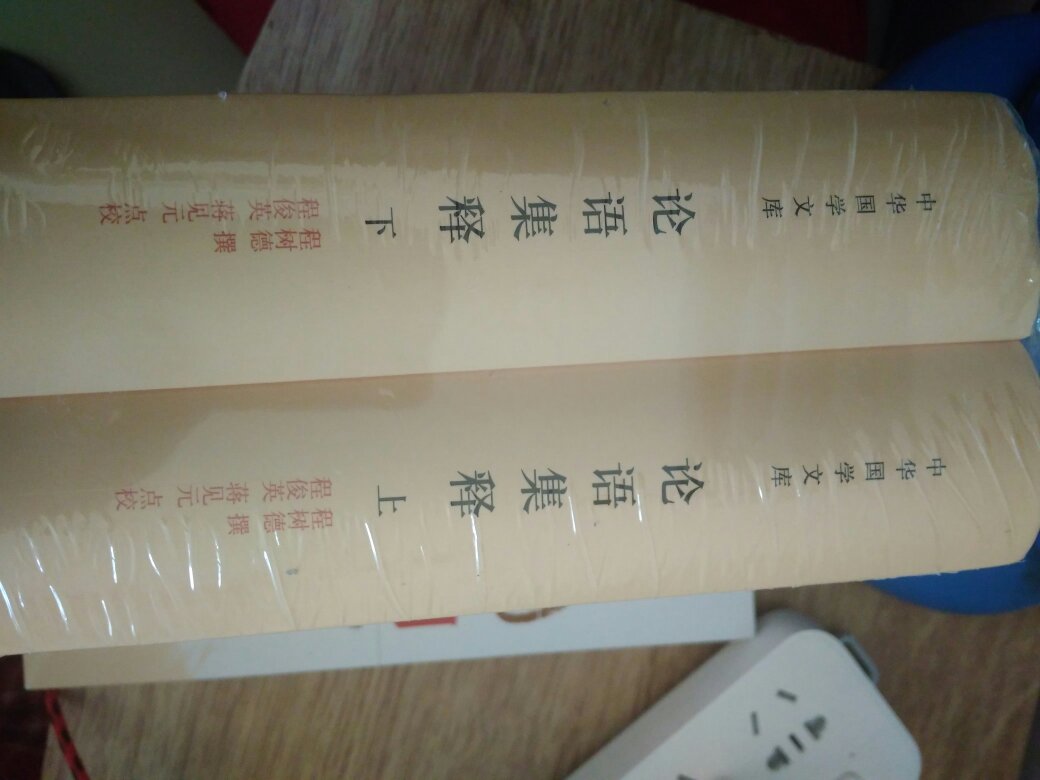 中华国学文库
论语集释 下
程树德 撰
程俊英 蒋见元 点校
中华国学文库
论语集释 上
程树德 撰
程俊英 蒋见元 点校